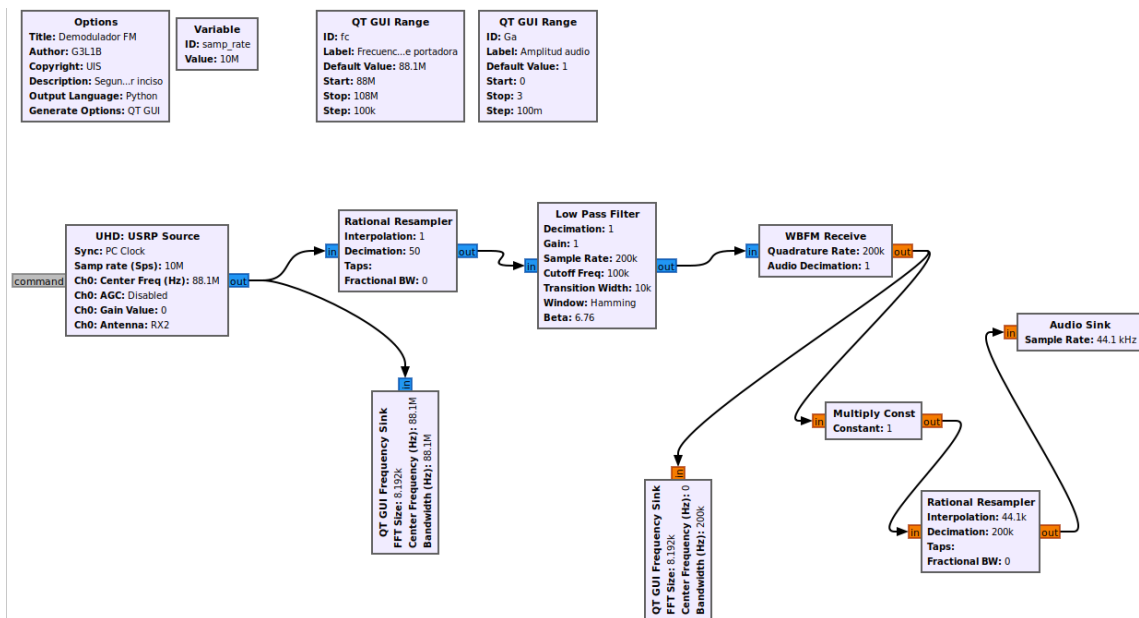 Options
Title: Demodulador FM
Author: G3L1B
Copyright: UIS
Description: Segun...r inciso
Output Language: Python
Generate Options: QT GUI
Variable
ID: samp_rate
Value: 10M
QT GUI Range
ID: fc
Label: Frecuenc...e portadora
Default Value: 88.1M
Start: 88M
Stop: 108M
Step: 100k
QT GUI Range
ID: Ga
Label: Amplitud audio
Default Value: 1
Start: 0
Stop: 3
Step: 100m
command
UHD: USRP Source
Sync: PC Clock
Samp rate (Sps): 10M
Ch0: Center Freq (Hz): 88.1M
Ch0: AGC: Disabled
Ch0: Gain Value: 0
Ch0: Antenna: RX2
out
in
Rational Resampler
Interpolation: 1
Decimation: 50
Taps:
Fractional BW: 0
out
in
Low Pass Filter
Decimation: 1
Gain: 1
Sample Rate: 200k
Cutoff Freq: 100k
Transition Width: 10k
Window: Hamming
Beta: 6.76
out
in
WBFM Receive
Quadrature Rate: 200k
Audio Decimation: 1
out
in
Audio Sink
Sample Rate: 44.1 kHz
in
QT GUI Frequency Sink
FFT Size: 8.192k
Center Frequency (Hz): 88.1M
Bandwidth (Hz): 88.1M
in
Multiply Const
Constant: 1
out
in
QT GUI Frequency Sink
FFT Size: 8.192k
Center Frequency (Hz): 0
Bandwidth (Hz): 200k
in
Rational Resampler
Interpolation: 44.1k
Decimation: 200k
Taps:
Fractional BW: 0
out